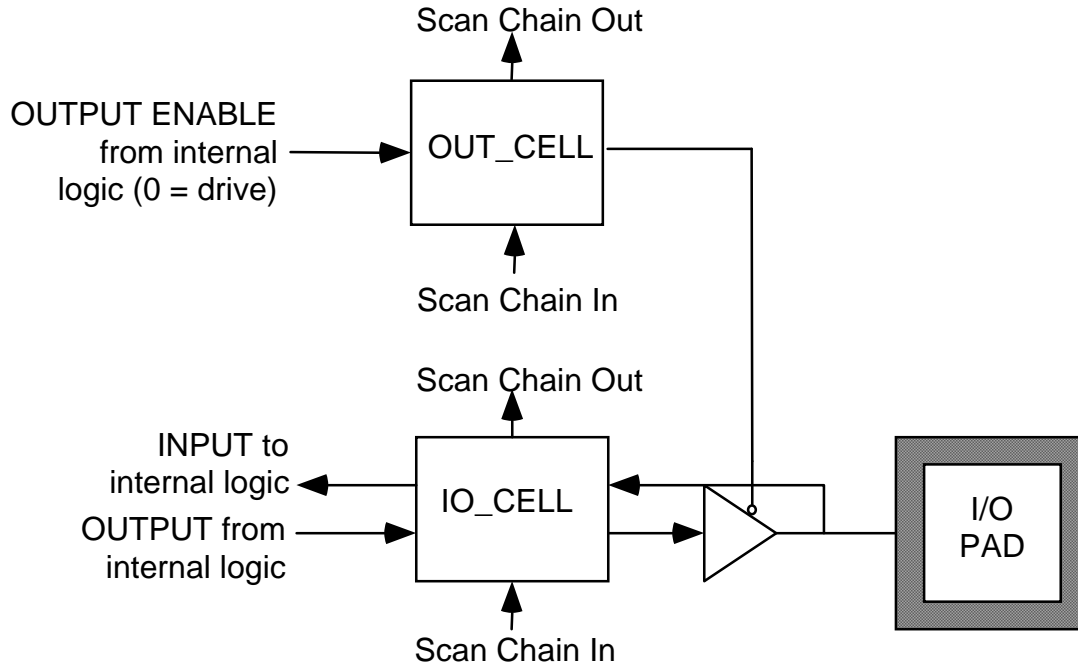 Scan Chain Out
OUTPUT ENABLE
from internal
logic (0 = drive)
OUT_CELL
Scan Chain In
Scan Chain Out
INPUT to
internal logic
OUTPUT from
internal logic
IO_CELL
I/O
PAD
Scan Chain In